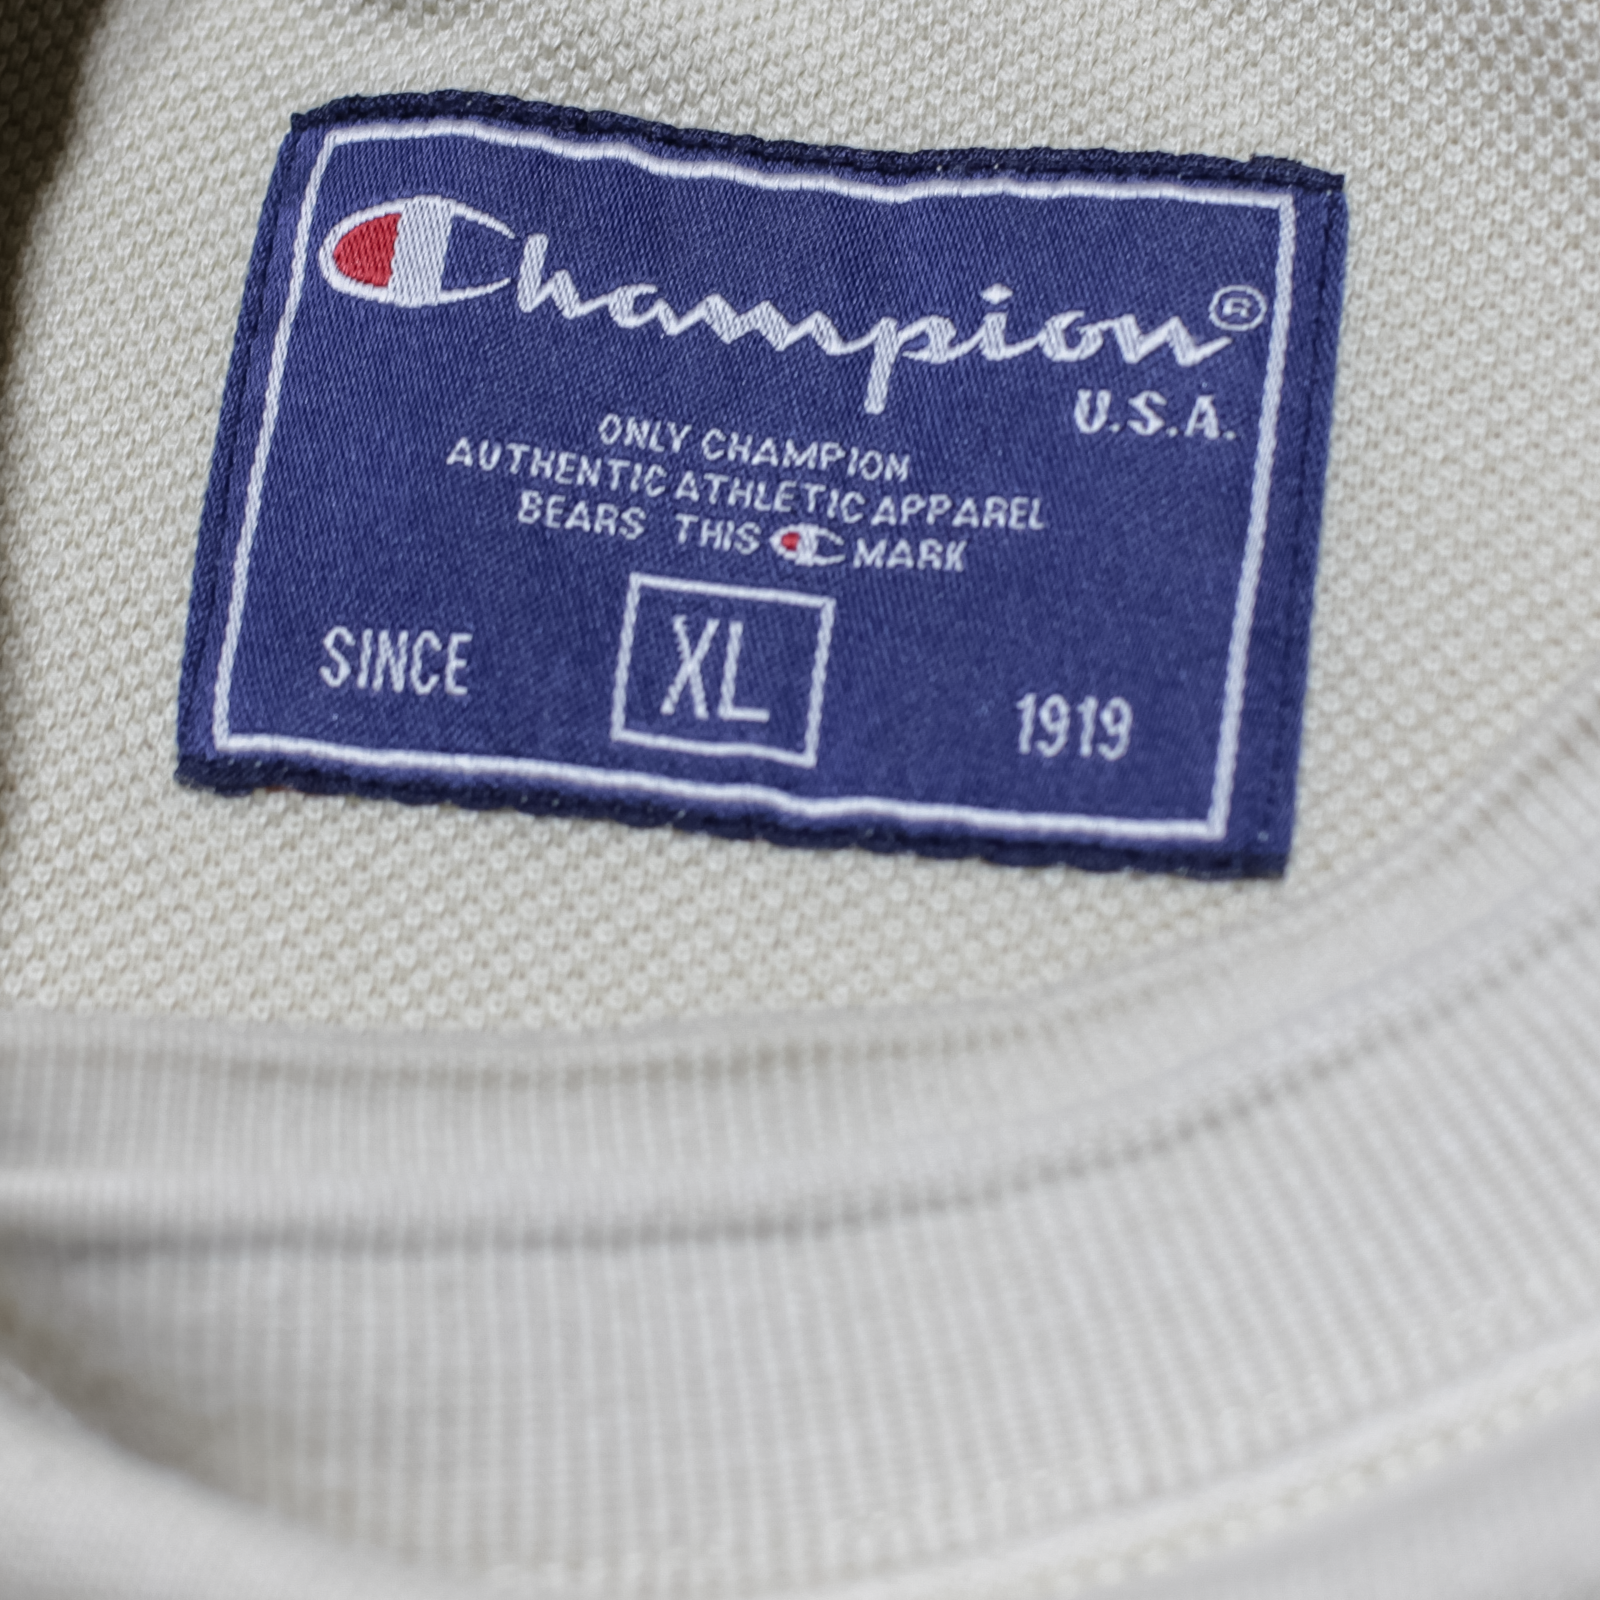 Champion®
U.S.A.
ONLY CHAMPION
AUTHENTIC ATHLETIC APPAREL
BEARS THIS C MARK
SINCE XL 1919